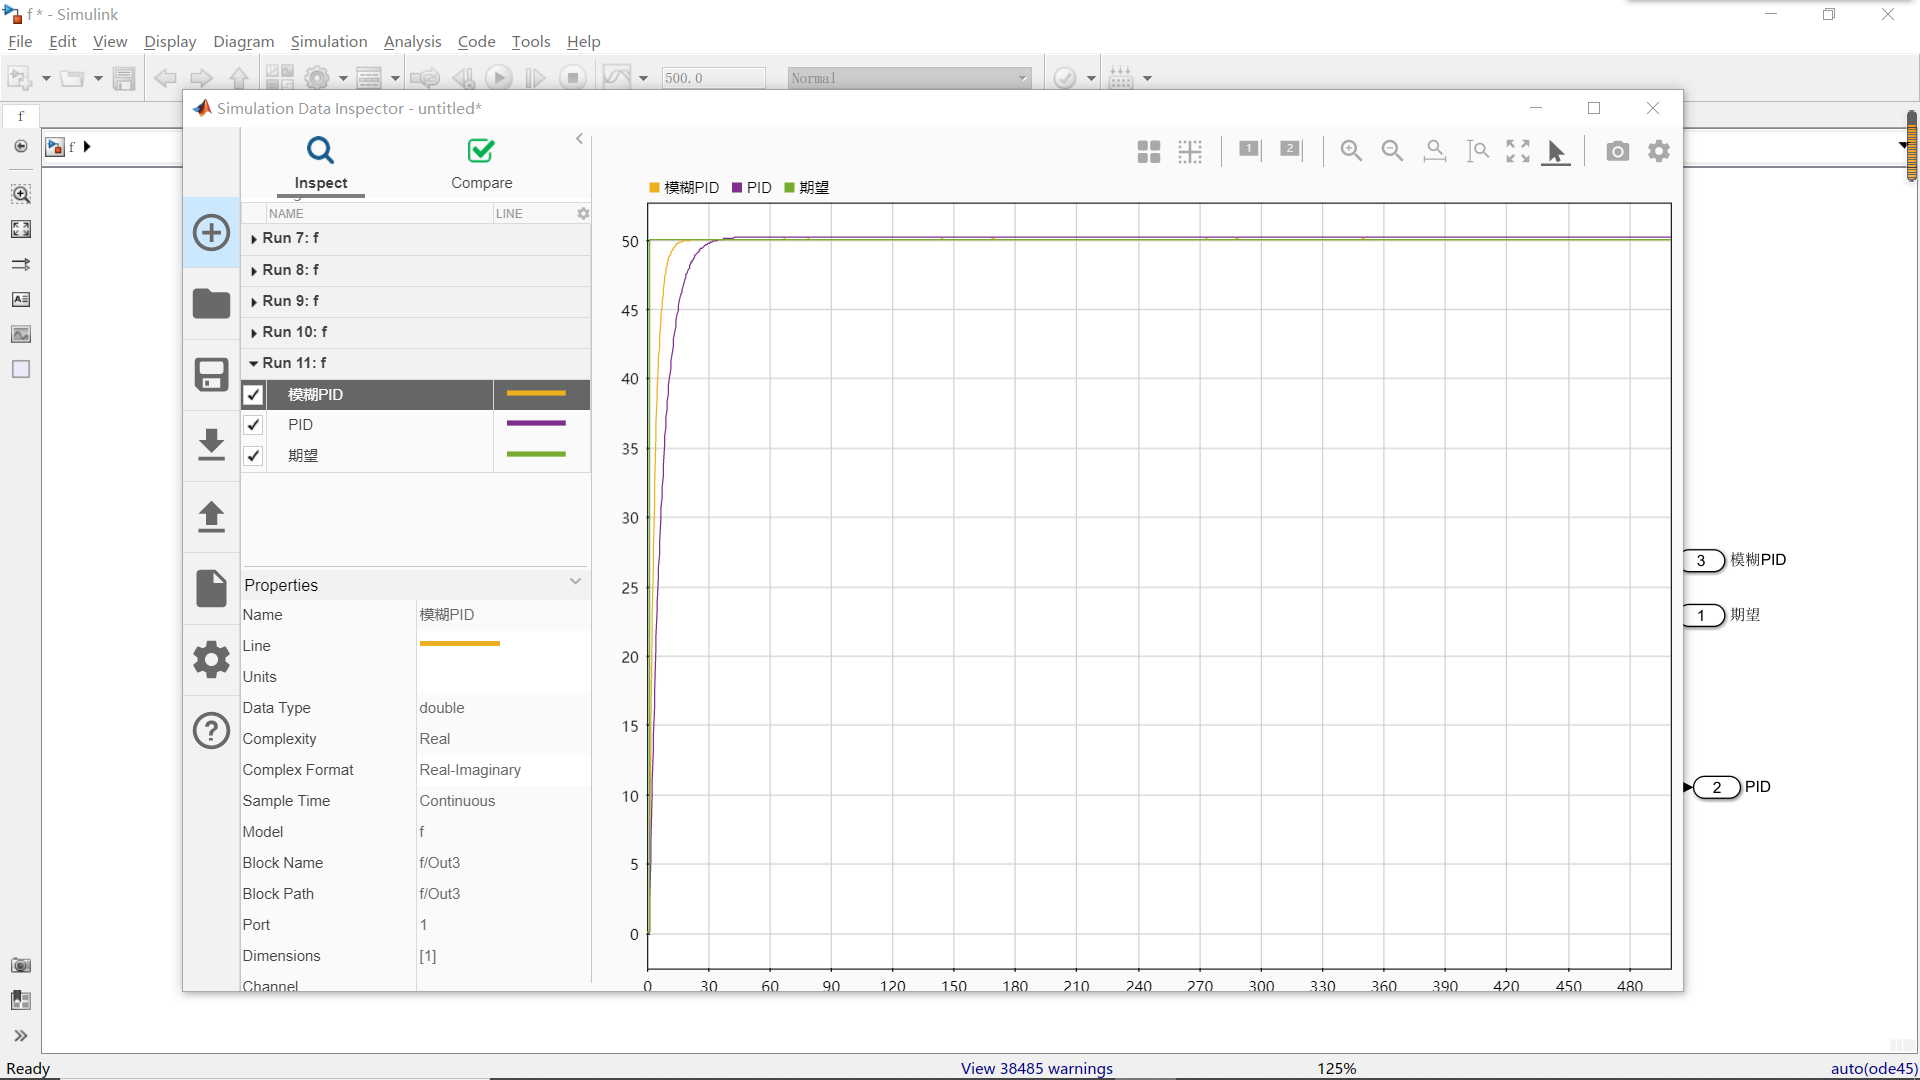 f * - Simulink
File Edit View Display Diagram Simulation Analysis Code Tools Help
500.0 Normal
f
f
Simulation Data Inspector - untitled*
Inspect Compare
NAME LINE
Run 7: f
Run 8: f
Run 9: f
Run 10: f
Run 11: f
模糊PID
PID
期望
Properties
Name 模糊PID
Line
Units
Data Type double
Complexity Real
Complex Format Real-Imaginary
Sample Time Continuous
Model f
Block Name f/Out3
Block Path f/Out3
Port 1
Dimensions [1]
Channel
1 2
模糊PID PID 期望
50
45
40
35
30
25
20
15
10
5
0
0 30 60 90 120 150 180 210 240 270 300 330 360 390 420 450 480
3 模糊PID
1 期望
2 PID
Ready View 38485 warnings 125% auto(ode45)